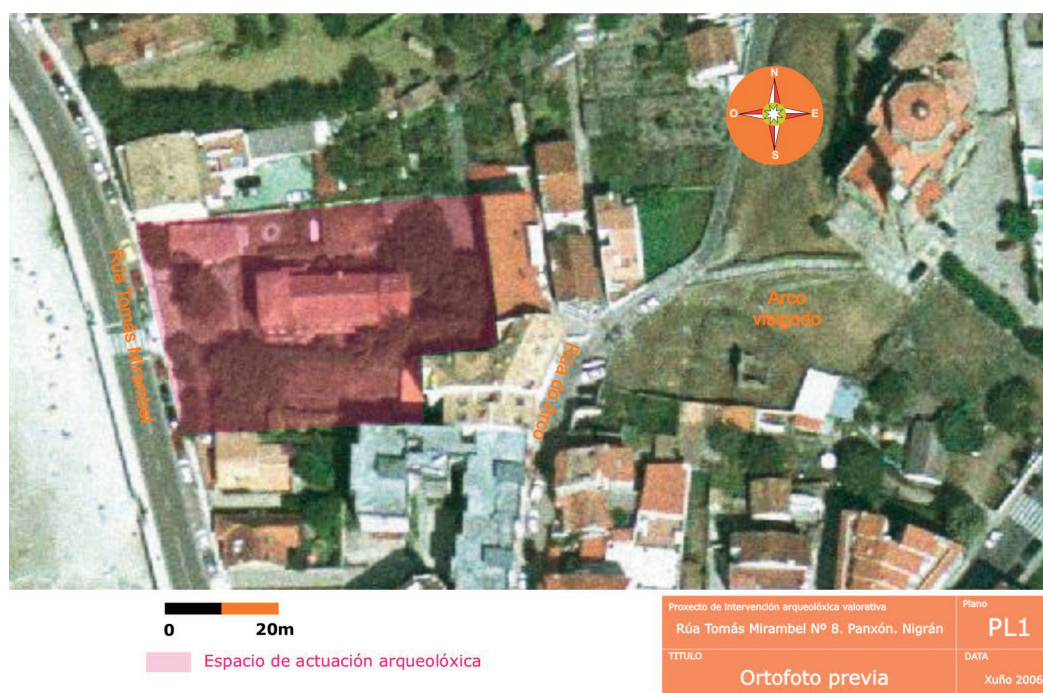 N
O
E
S
Rúa Tomás Mirambel
Rúa do Arco
Arco
visigodo
0
20m
Espacio de actuación arqueolóxica
Proxecto de Intervención arqueolóxica valorativa
Rúa Tomás Mirambel Nº 8. Panxón. Nigrán
Plano
PL1
TITULO
Ortofoto previa
DATA
Xuño 2006